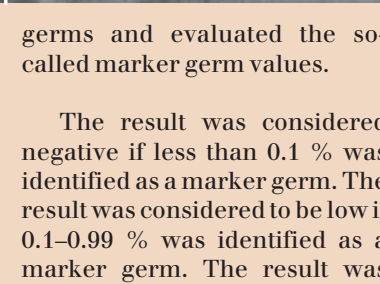 germs and evaluated the so-
called marker germ values.
The result was considered
negative if less than 0.1 % was
identified as a marker germ. The
result was considered to be low i
0.1–0.99 % was identified as a
marker germ. The result was